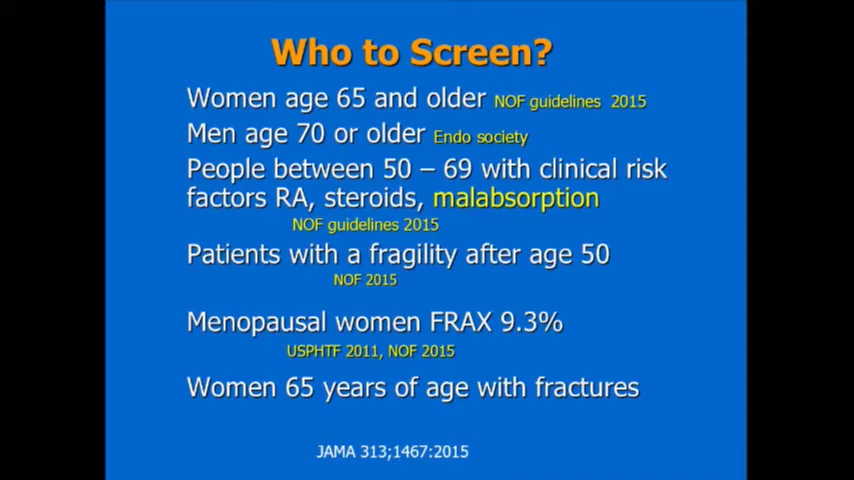 Who to Screen?
Women age 65 and older NOF guidelines 2015
Men age 70 or older Endo society
People between 50 – 69 with clinical risk
factors RA, steroids, malabsorption
NOF guidelines 2015
Patients with a fragility after age 50
NOF 2015
Menopausal women FRAX 9.3%
USPHTF 2011, NOF 2015
Women 65 years of age with fractures
JAMA 313;1467:2015